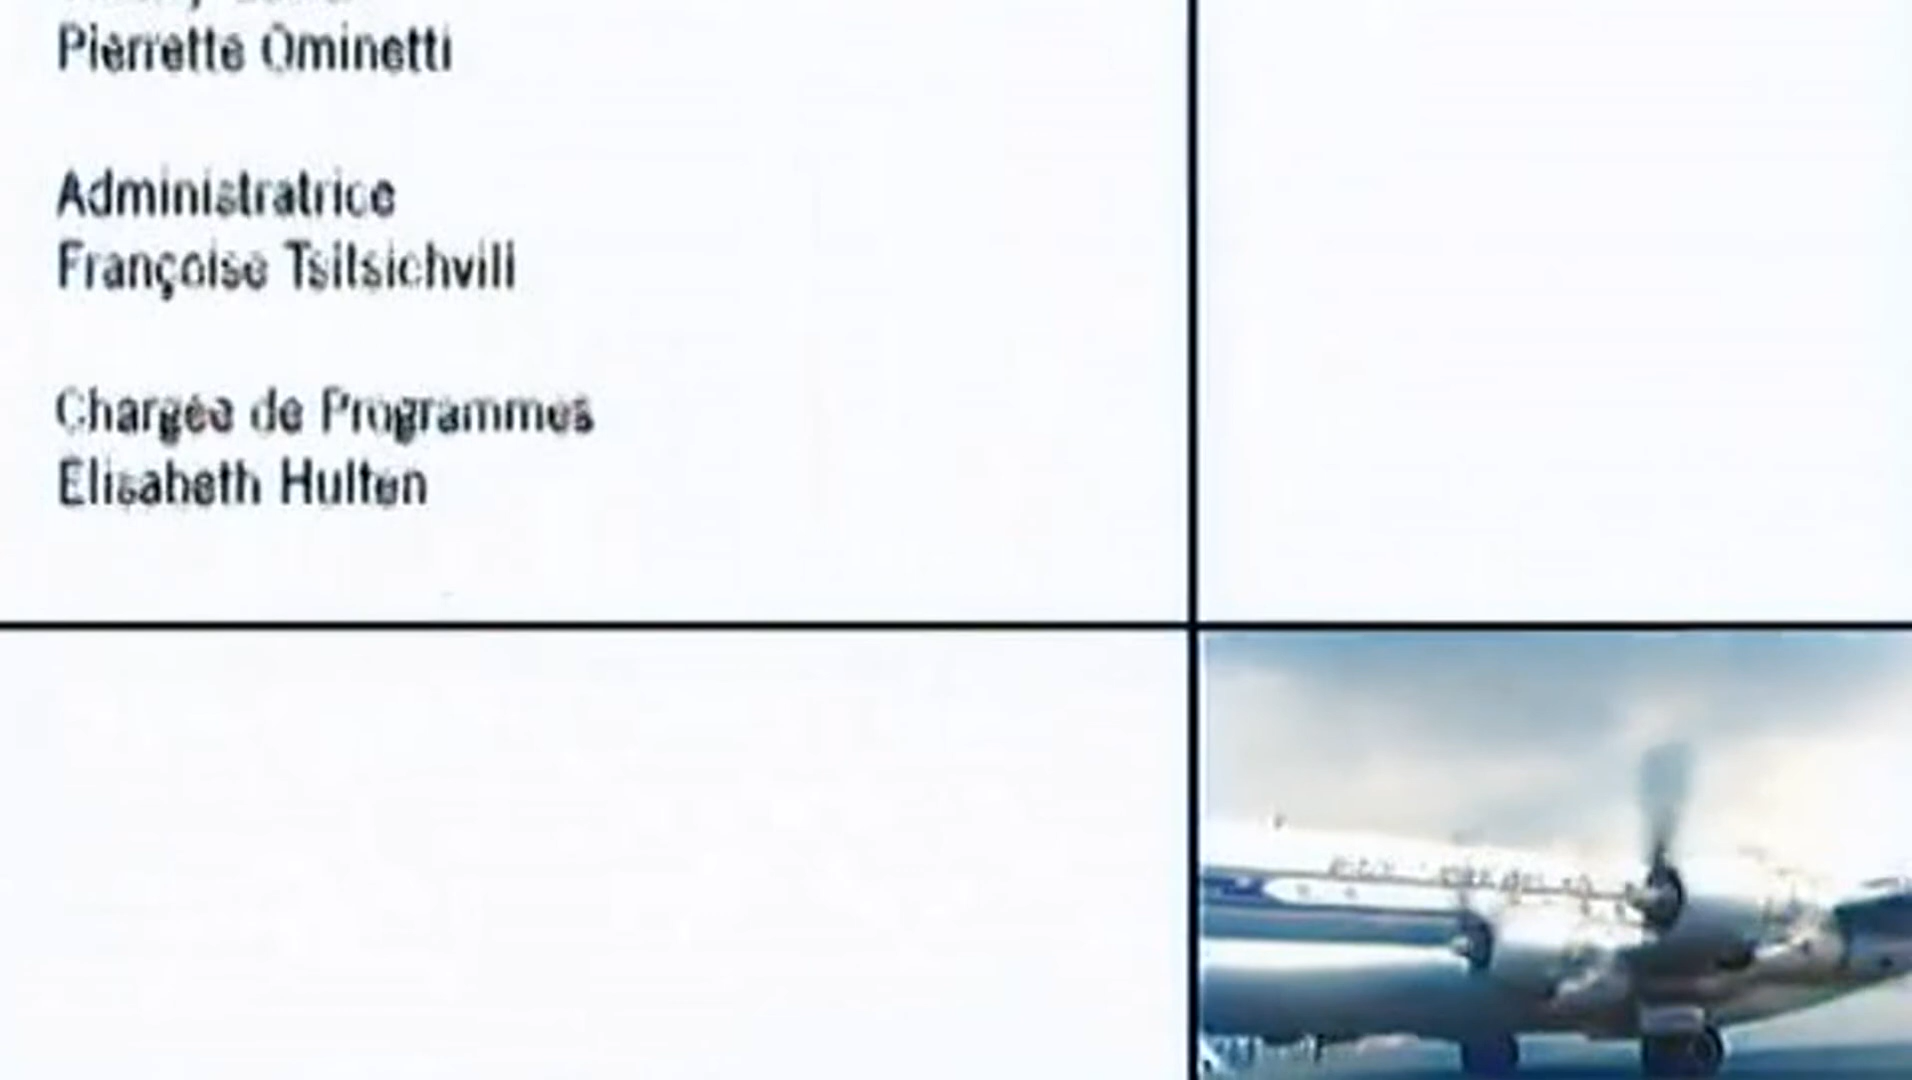 Pierrette Ominetti
Administratrice
Françoise Tsitsichvili
Chargée de Programmes
Elisabeth Hulten